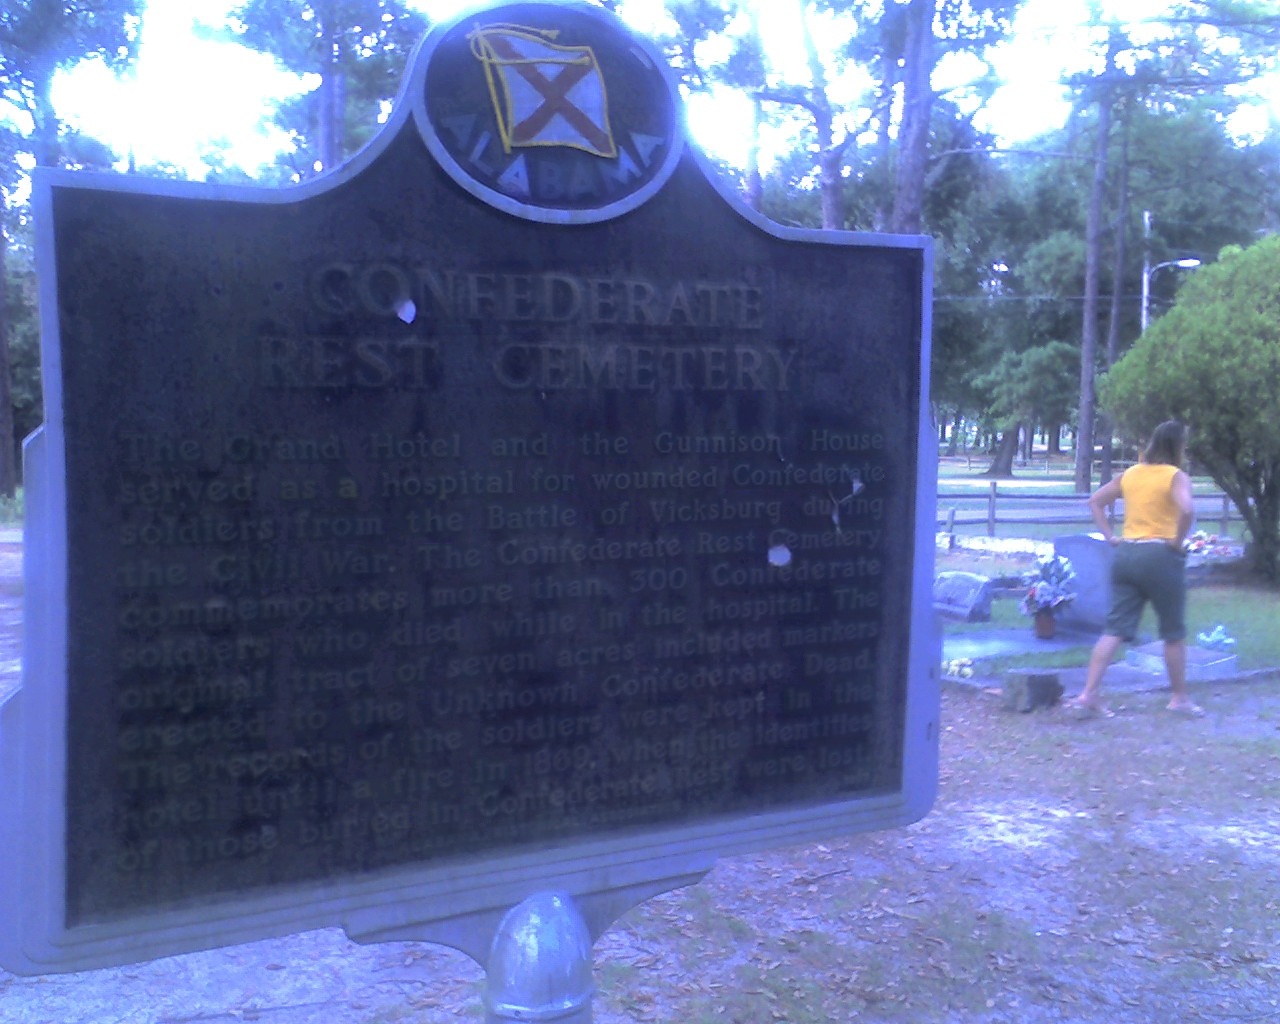 ALABAMA
CONFEDERATE
REST CEMETERY
The Grand Hotel and the Gunnison House
served as a hospital for wounded Confederate
soldiers from the Battle of Vicksburg during
the Civil War. The Confederate Rest Cemetery
commemorates more than 300 Confederate
soldiers who died while in the hospital. The
original tract of seven acres included markers
erected to the Unknown Confederate Dead.
The records of the soldiers were kept in the
hotel until a fire in 1869, when the identities
of those buried in Confederate Rest were lost.